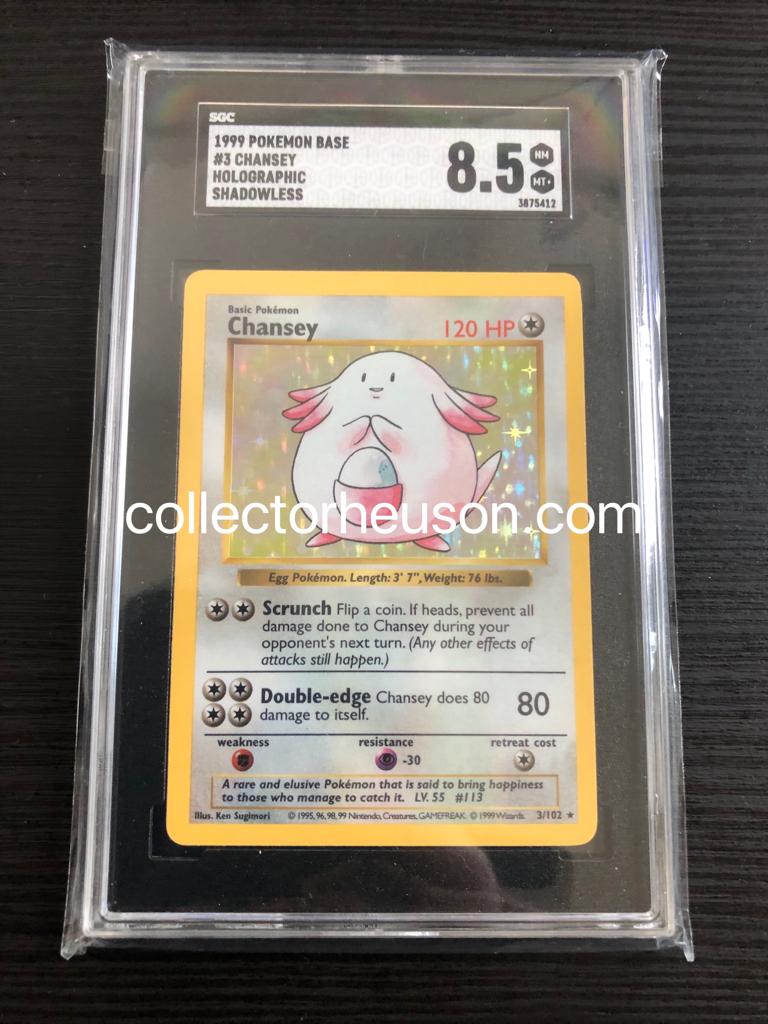 SGC
1999 POKEMON BASE
#3 CHANSEY
HOLOGRAPHIC
SHADOWLESS
8.5
NM
MT+
3875412
Basic Pokémon
Chansey
120 HP
collectorheuson.com
Egg Pokémon. Length: 3' 7", Weight: 76 lbs.
Scrunch Flip a coin. If heads, prevent all
damage done to Chansey during your
opponent's next turn. (Any other effects of
attacks still happen.)
Double-edge Chansey does 80
damage to itself.
80
weakness
resistance
retreat cost
-30
A rare and elusive Pokémon that is said to bring happiness
to those who manage to catch it. LV. 55 #113
Illus. Ken Sugimori © 1995, 96, 98, 99 Nintendo, Creatures, GAMEFREAK. © 1999 Wizards. 3/102 ★